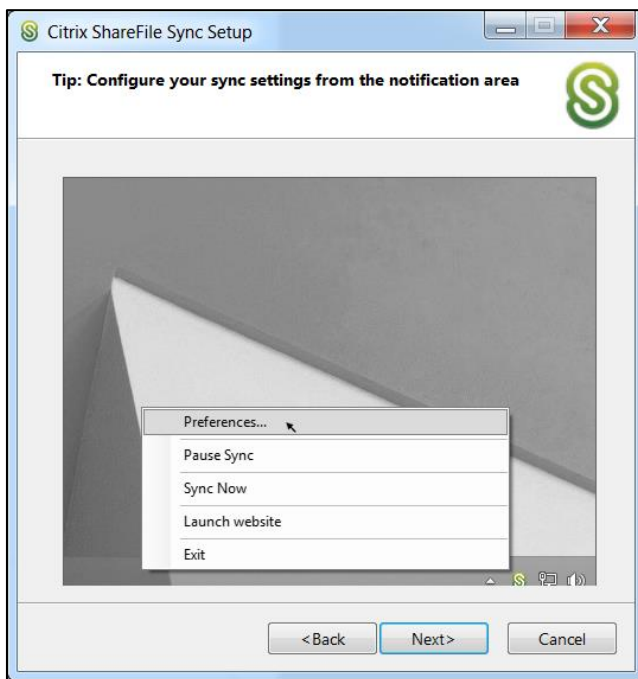 Citrix ShareFile Sync Setup
Tip: Configure your sync settings from the notification area
Preferences...
Pause Sync
Sync Now
Launch website
Exit
<Back
Next>
Cancel